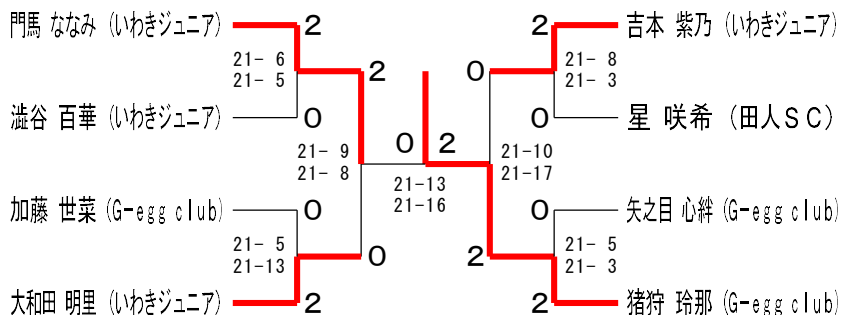 門馬 ななみ (いわきジュニア) 2 2 吉本 紫乃 (いわきジュニア)
21- 6 21- 8
21- 5 2 0 21- 3
澁谷 百華 (いわきジュニア) 0 0 星 咲希 (田人SC)
21- 9 0 2 21-10
21- 8 21-17
21-13
21-16
加藤 世菜 (G-egg club) 0 0 矢之目 心絆 (G-egg club)
21- 5 21- 5
21-13 0 2 21- 3
大和田 明里 (いわきジュニア) 2 2 猪狩 玲那 (G-egg club)